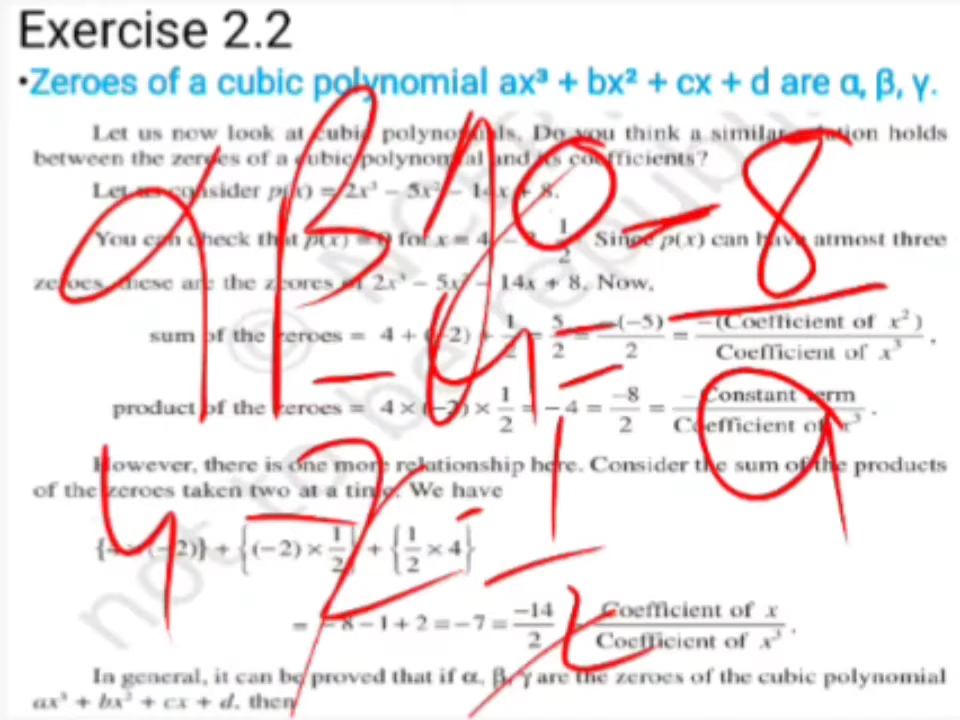 Exercise 2.2
•Zeroes of a cubic polynomial ax³ + bx² + cx + d are α, β, γ.
Let us now look at cubic polynomials. Do you think a similar relation holds
between the zeroes of a cubic polynomial and its coefficients?
Let us consider p(x) = 2x³ – 5x² – 14x + 8.
You can check that p(x) = 0 for x = 4, – 2, 1/2. Since p(x) can have atmost three
zeroes, these are the zeores of 2x³ – 5x² – 14x + 8. Now,
sum of the zeroes = 4 + (–2) + 1/2 = 5/2 = –(–5)/2 = –(Coefficient of x²)/Coefficient of x³.
product of the zeroes = 4 × (–2) × 1/2 = – 4 = –8/2 = –Constant term/Coefficient of x³.
However, there is one more relationship here. Consider the sum of the products
of the zeroes taken two at a time. We have
{4 × (–2)} + {(–2) × 1/2} + {1/2 × 4}
= – 8 – 1 + 2 = – 7 = –14/2 = Coefficient of x/Coefficient of x³.
In general, it can be proved that if α, β, γ are the zeroes of the cubic polynomial
ax³ + bx² + cx + d, then